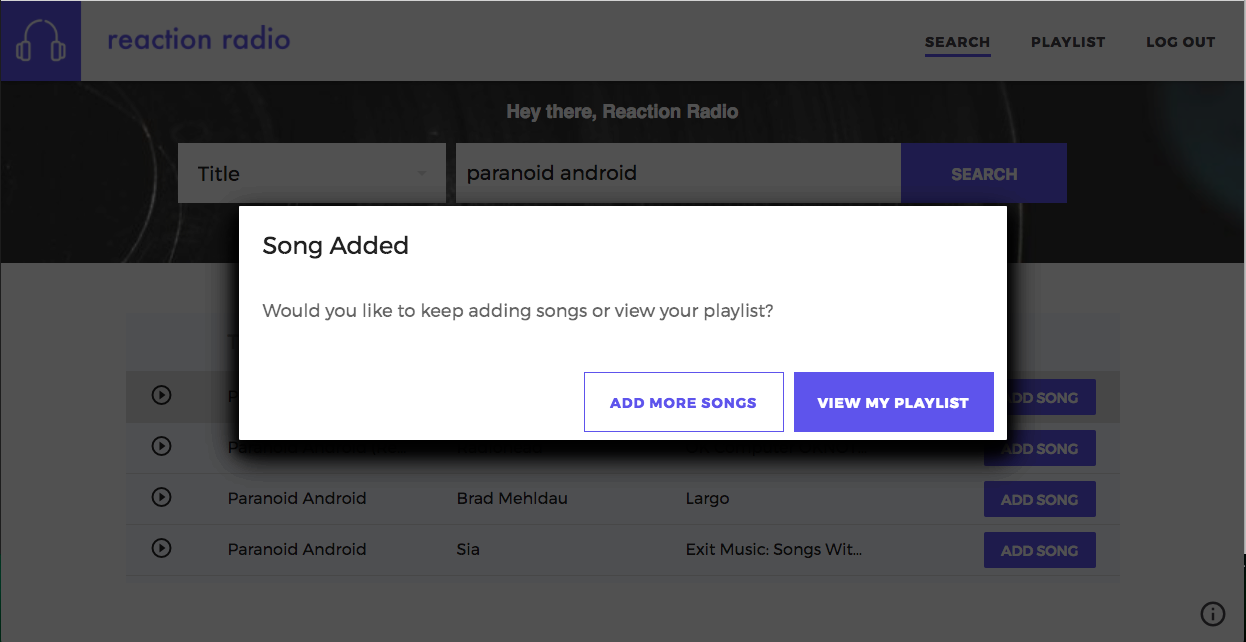 reaction radio
SEARCH PLAYLIST LOG OUT
Hey there, Reaction Radio
Title paranoid android SEARCH
Song Added
Would you like to keep adding songs or view your playlist?
ADD MORE SONGS VIEW MY PLAYLIST
SONG
ADD SONG
Paranoid Android Brad Mehldau Largo ADD SONG
Paranoid Android Sia Exit Music: Songs Wit... ADD SONG